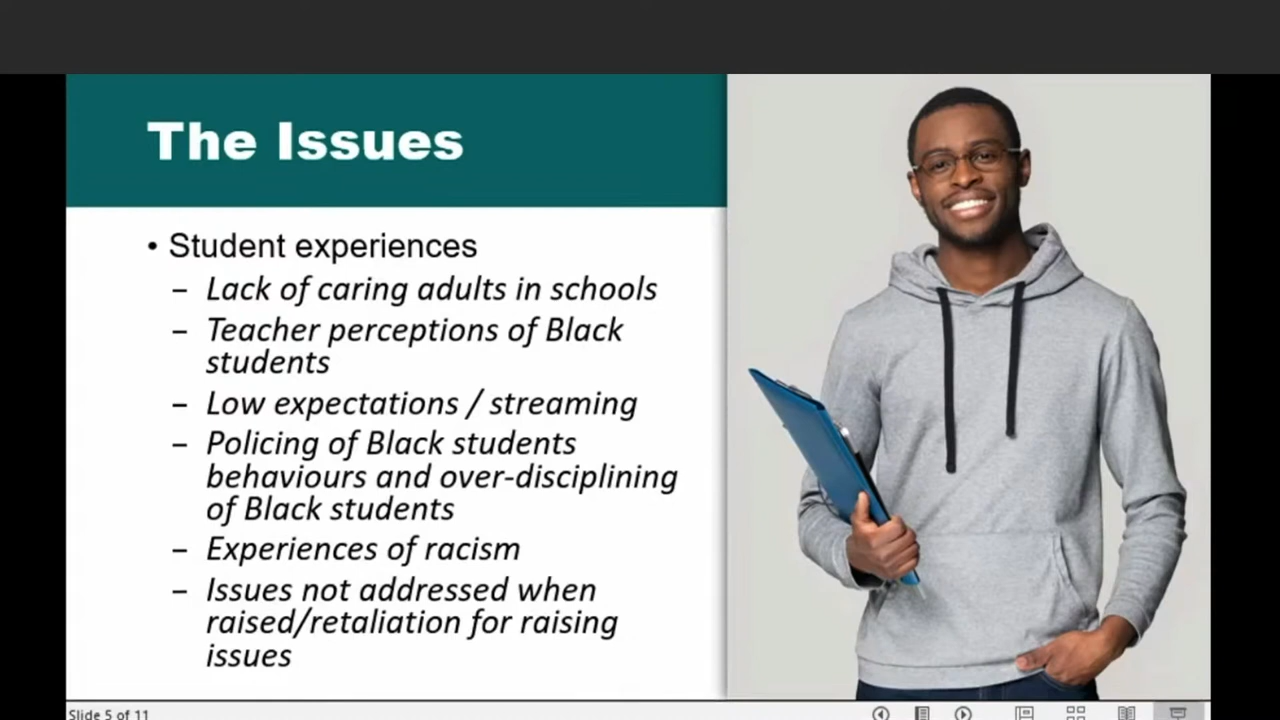 The Issues
• Student experiences
– Lack of caring adults in schools
– Teacher perceptions of Black
students
– Low expectations / streaming
– Policing of Black students
behaviours and over-disciplining
of Black students
– Experiences of racism
– Issues not addressed when
raised/retaliation for raising
issues
Slide 5 of 11